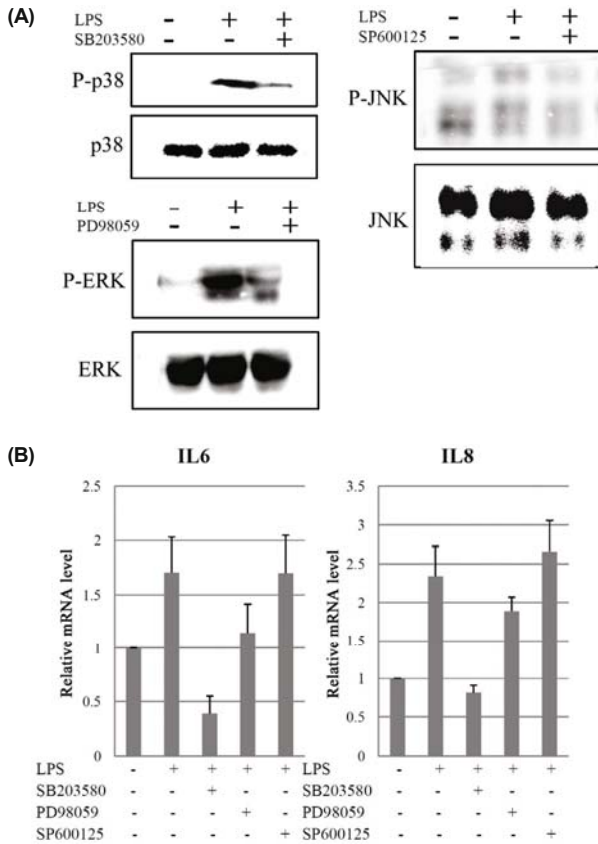 (A)
LPS - + +
SB203580 - - +
P-p38
p38
LPS - + +
PD98059 - - +
P-ERK
ERK
LPS - + +
SP600125 - - +
P-JNK
JNK
(B)
IL6
Relative mRNA level
2.5
2
1.5
1
0.5
0
LPS - + + + +
SB203580 - - + - -
PD98059 - - - + -
SP600125 - - - - +
IL8
Relative mRNA level
3.5
3
2.5
2
1.5
1
0.5
0
LPS - + + + +
SB203580 - - + - -
PD98059 - - - + -
SP600125 - - - - +